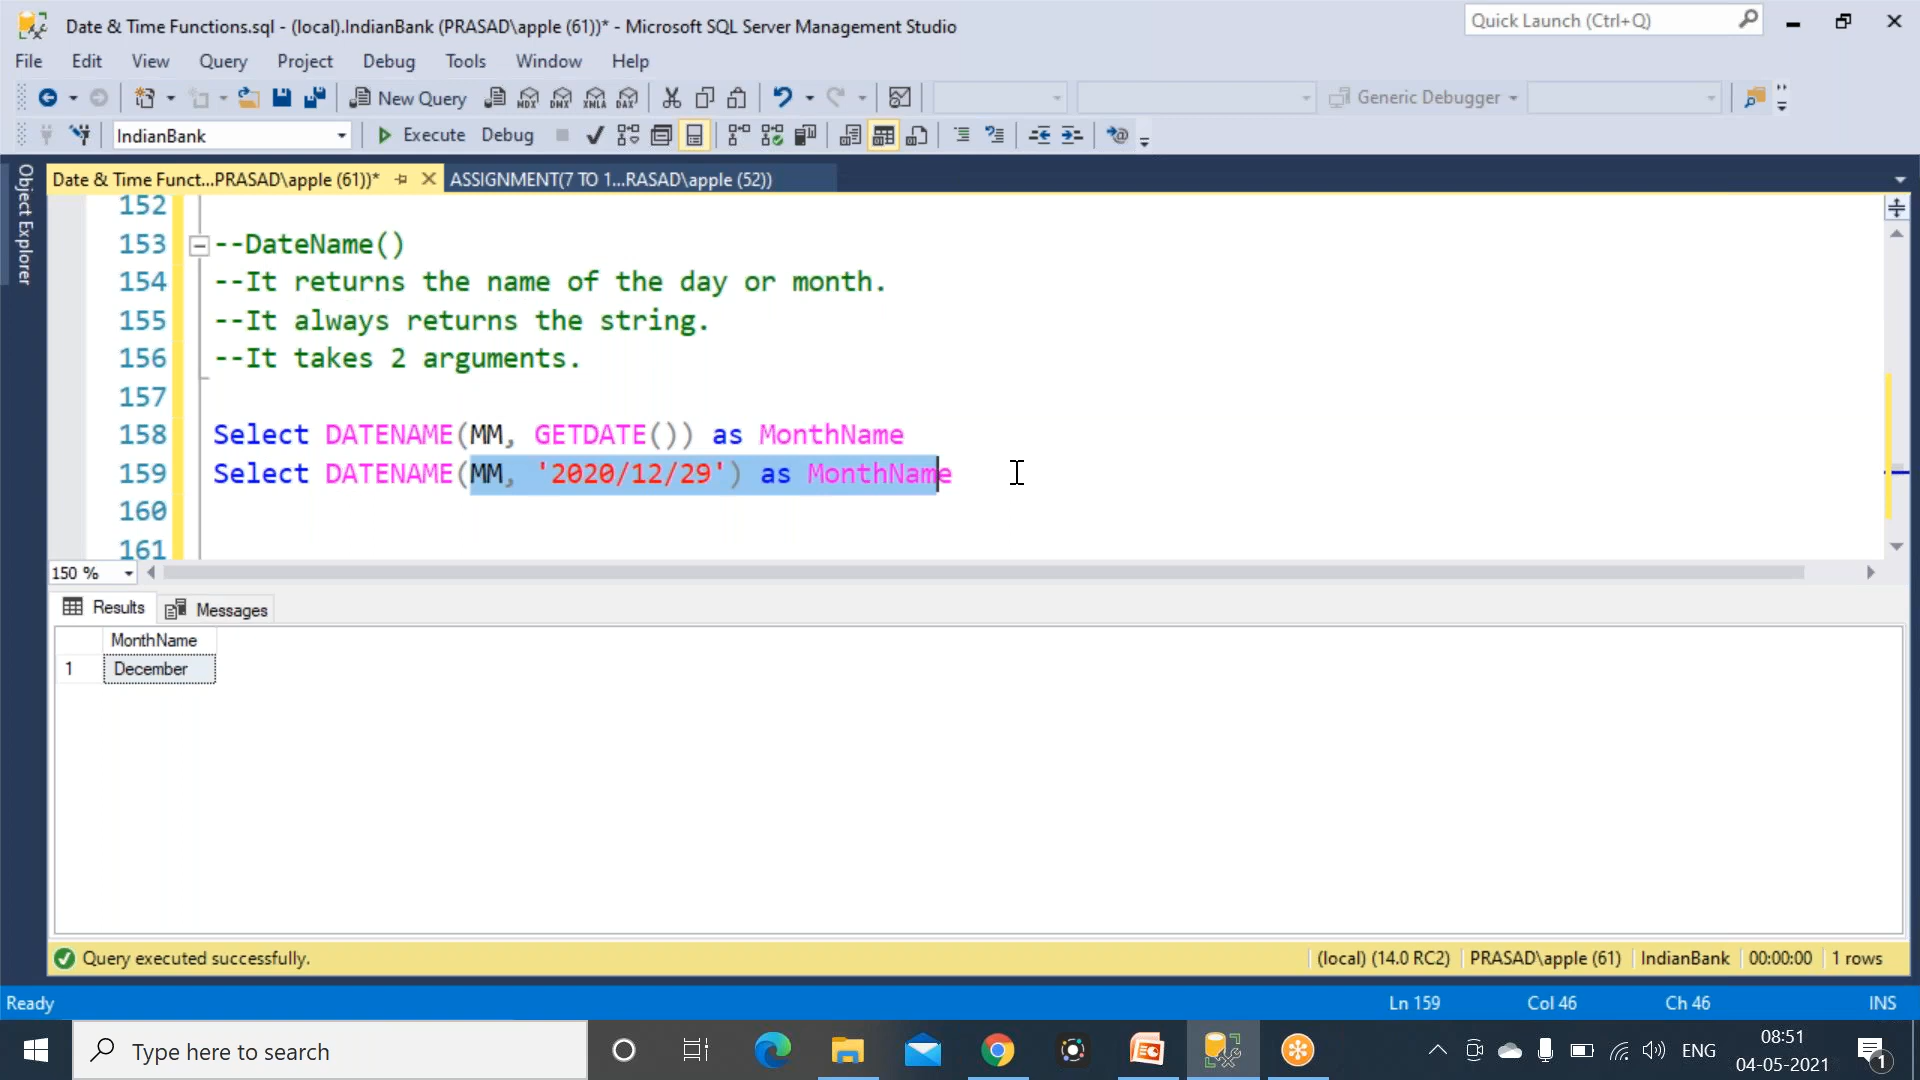 Date & Time Functions.sql - (local).IndianBank (PRASAD\apple (61))* - Microsoft SQL Server Management Studio
Quick Launch (Ctrl+Q)
File Edit View Query Project Debug Tools Window Help
New Query
MDX DMX XMLA DAX
Generic Debugger
IndianBank
Execute Debug
Object Explorer
Date & Time Funct...PRASAD\apple (61))*
ASSIGNMENT(7 TO 1...RASAD\apple (52))
152
153 --DateName()
154 --It returns the name of the day or month.
155 --It always returns the string.
156 --It takes 2 arguments.
157
158 Select DATENAME(MM, GETDATE()) as MonthName
159 Select DATENAME(MM, '2020/12/29') as MonthName
160
161
150 %
Results Messages
MonthName
1 December
Query executed successfully.
(local) (14.0 RC2) PRASAD\apple (61) IndianBank 00:00:00 1 rows
Ready
Ln 159 Col 46 Ch 46 INS
Type here to search
ENG
08:51
04-05-2021
1